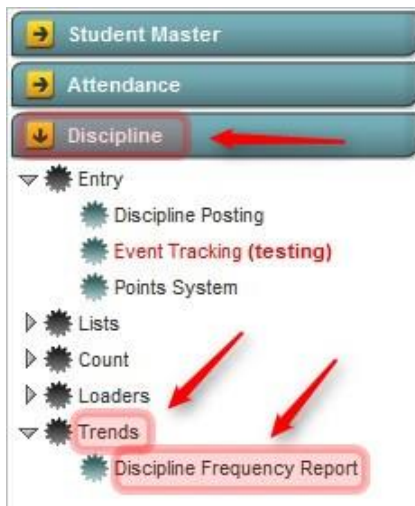 Student Master
Attendance
Discipline
Entry
Discipline Posting
Event Tracking (testing)
Points System
Lists
Count
Loaders
Trends
Discipline Frequency Report